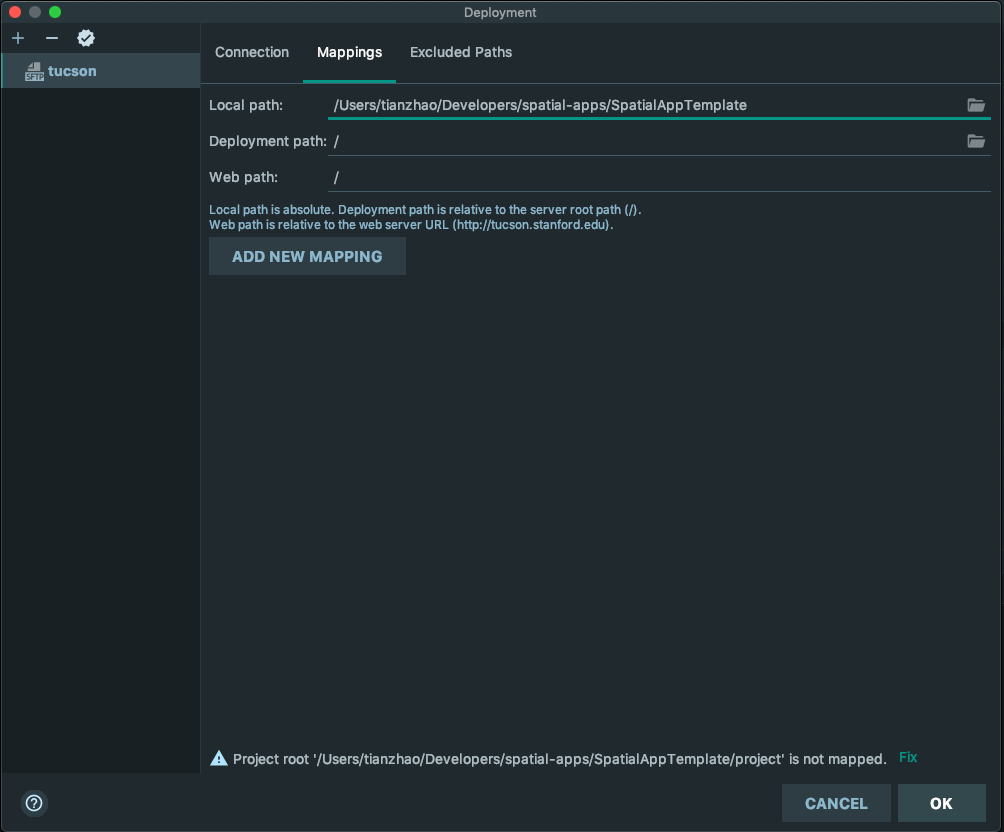 Deployment
Connection Mappings Excluded Paths
SFTP tucson
Local path: /Users/tianzhao/Developers/spatial-apps/SpatialAppTemplate
Deployment path: /
Web path: /
Local path is absolute. Deployment path is relative to the server root path (/).
Web path is relative to the web server URL (http://tucson.stanford.edu).
ADD NEW MAPPING
Project root '/Users/tianzhao/Developers/spatial-apps/SpatialAppTemplate/project' is not mapped. Fix
? CANCEL OK